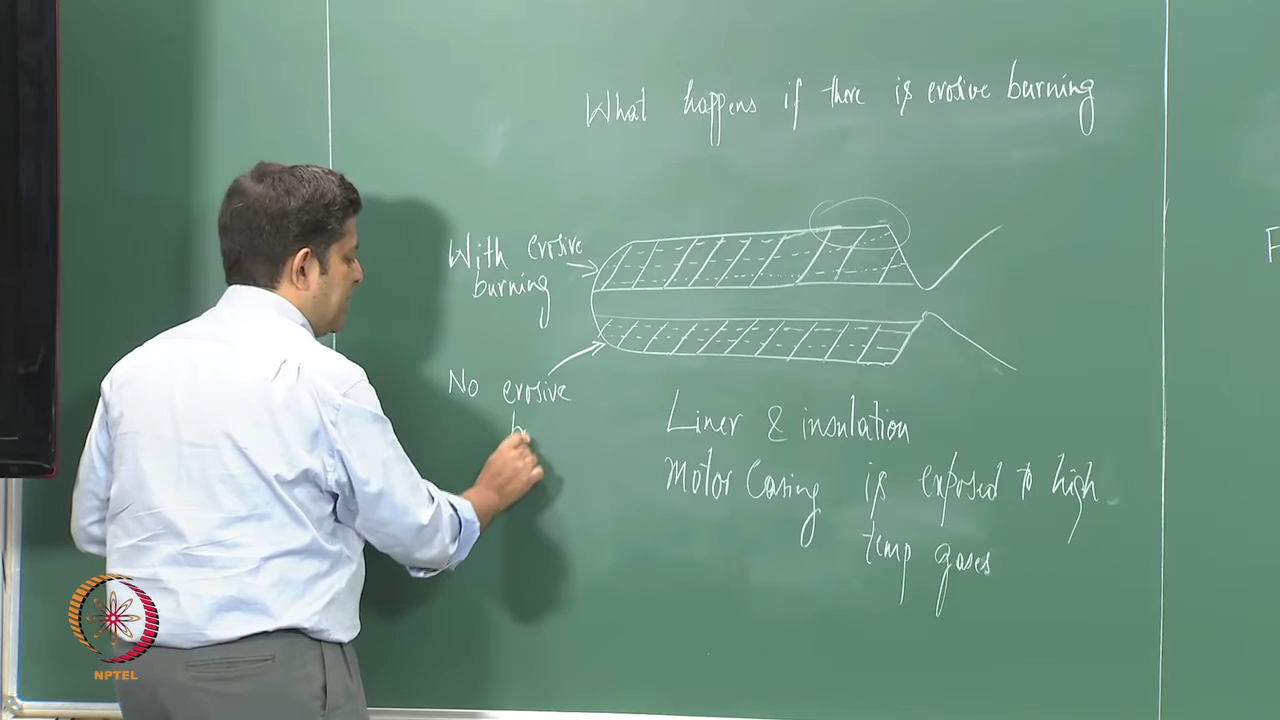 What happens if there is erosive burning
With erosive
burning
No erosive
b
Liner & insulation
Motor Casing is exposed to high
temp gases
F
NPTEL